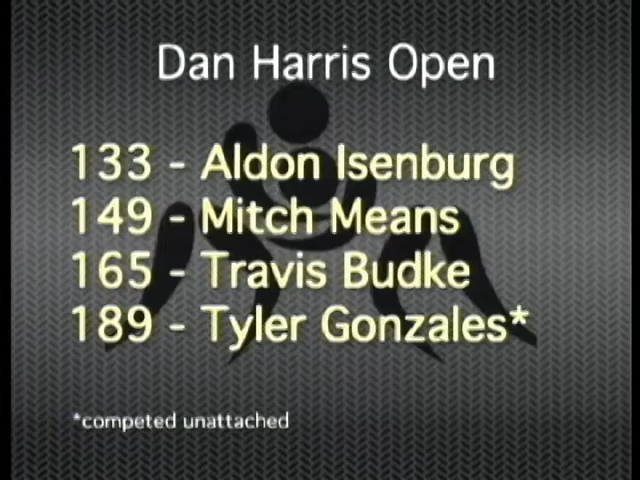 Dan Harris Open
133 - Aldon Isenburg
149 - Mitch Means
165 - Travis Budke
189 - Tyler Gonzales*
*competed unattached